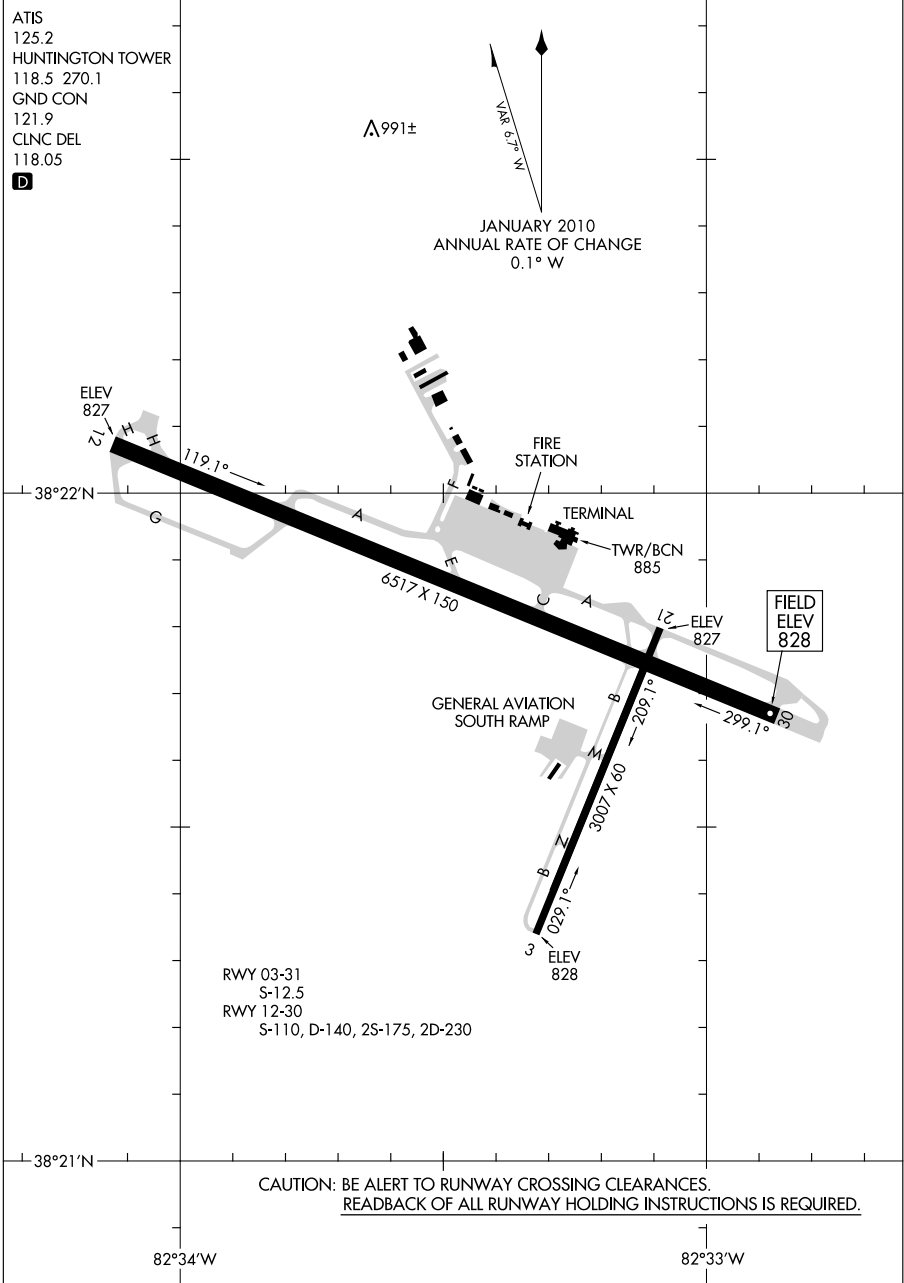 ATIS
125.2
HUNTINGTON TOWER
118.5 270.1
GND CON
121.9
CLNC DEL
118.05
D
991±
VAR 6.7° W
JANUARY 2010
ANNUAL RATE OF CHANGE
0.1° W
ELEV
827
12
H
H
119.1°
FIRE
STATION
38°22'N
F
G
A
TERMINAL
TWR/BCN
885
E
6517 X 150
C
A
21
ELEV
827
FIELD
ELEV
828
GENERAL AVIATION
SOUTH RAMP
B
209.1°
299.1°
30
M
3007 X 60
N
B
029.1°
3
ELEV
828
RWY 03-31
S-12.5
RWY 12-30
S-110, D-140, 2S-175, 2D-230
38°21'N
CAUTION: BE ALERT TO RUNWAY CROSSING CLEARANCES.
READBACK OF ALL RUNWAY HOLDING INSTRUCTIONS IS REQUIRED.
82°34'W
82°33'W